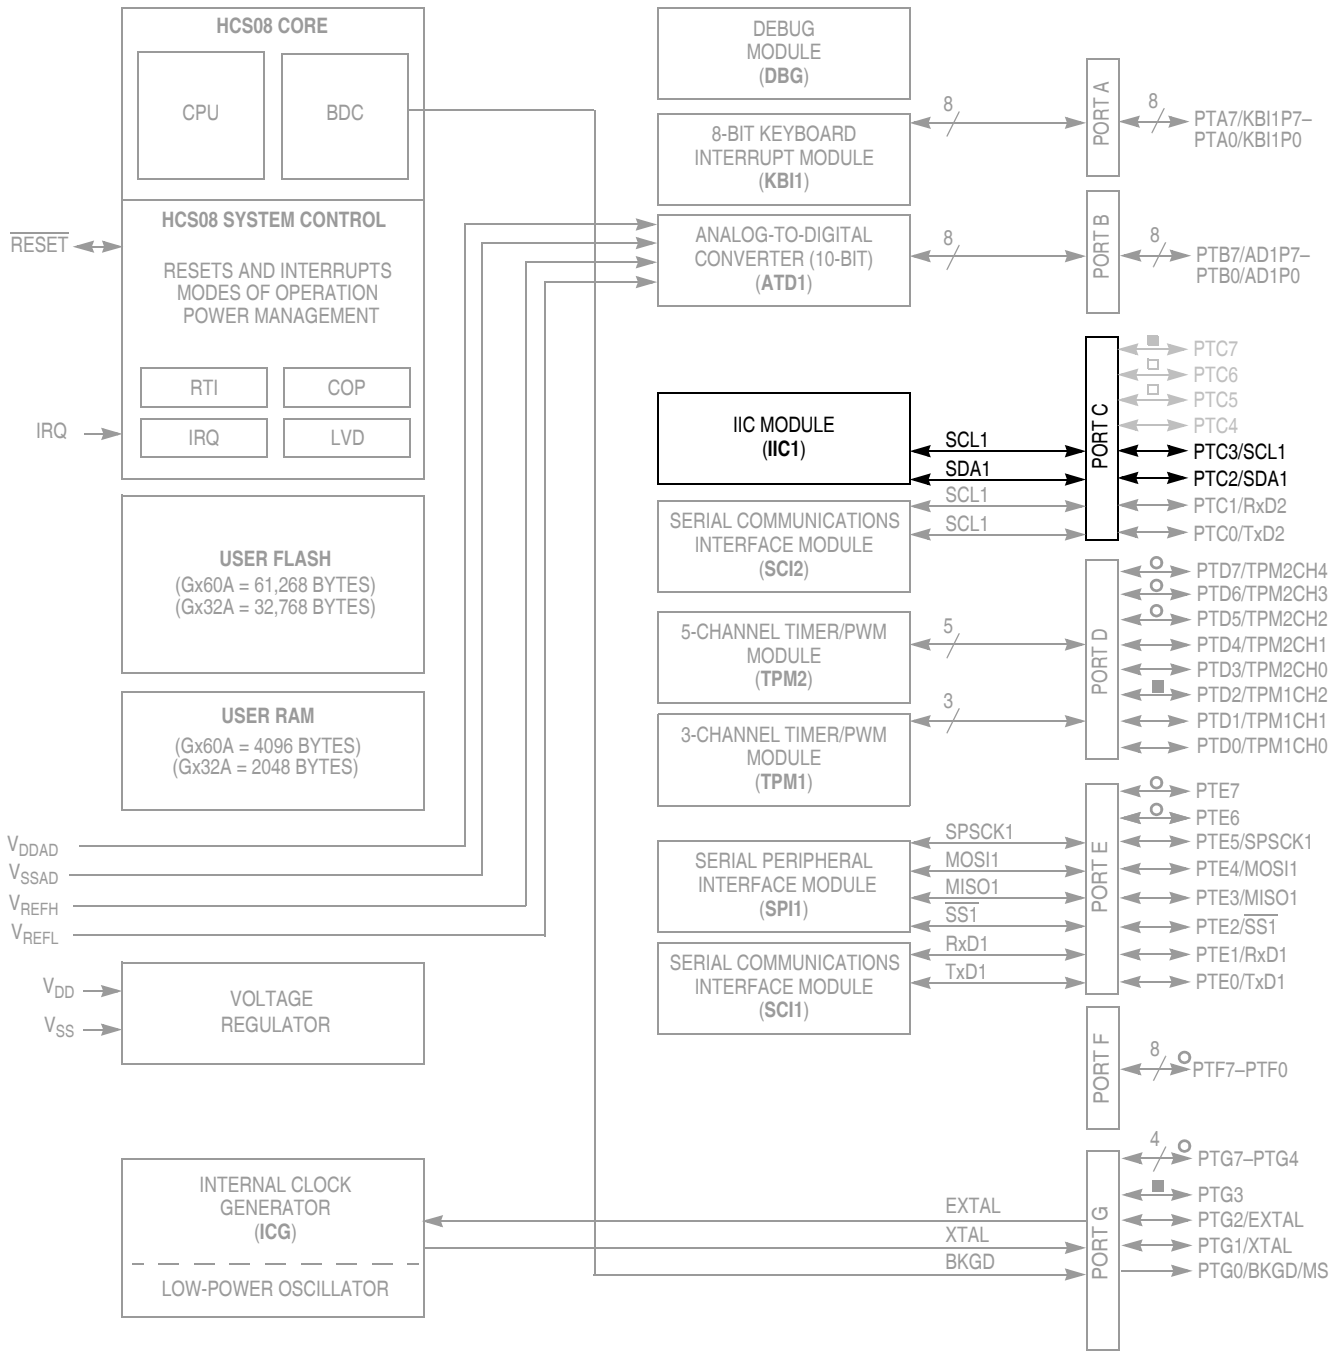 HCS08 CORE
CPU
BDC
HCS08 SYSTEM CONTROL
RESETS AND INTERRUPTS
MODES OF OPERATION
POWER MANAGEMENT
RTI
COP
IRQ
LVD
RESET
IRQ
USER FLASH
(Gx60A = 61,268 BYTES)
(Gx32A = 32,768 BYTES)
USER RAM
(Gx60A = 4096 BYTES)
(Gx32A = 2048 BYTES)
VDDAD
VSSAD
VREFH
VREFL
VDD
VSS
VOLTAGE
REGULATOR
INTERNAL CLOCK
GENERATOR
(ICG)
LOW-POWER OSCILLATOR
DEBUG
MODULE
(DBG)
8-BIT KEYBOARD
INTERRUPT MODULE
(KBI1)
ANALOG-TO-DIGITAL
CONVERTER (10-BIT)
(ATD1)
IIC MODULE
(IIC1)
SERIAL COMMUNICATIONS
INTERFACE MODULE
(SCI2)
5-CHANNEL TIMER/PWM
MODULE
(TPM2)
3-CHANNEL TIMER/PWM
MODULE
(TPM1)
SERIAL PERIPHERAL
INTERFACE MODULE
(SPI1)
SERIAL COMMUNICATIONS
INTERFACE MODULE
(SCI1)
8
8
SCL1
SDA1
SCL1
SCL1
5
3
SPSCK1
MOSI1
MISO1
SS1
RxD1
TxD1
EXTAL
XTAL
BKGD
PORT A
8
PTA7/KBI1P7–
PTA0/KBI1P0
PORT B
8
PTB7/AD1P7–
PTB0/AD1P0
PORT C
PTC7
PTC6
PTC5
PTC4
PTC3/SCL1
PTC2/SDA1
PTC1/RxD2
PTC0/TxD2
PORT D
PTD7/TPM2CH4
PTD6/TPM2CH3
PTD5/TPM2CH2
PTD4/TPM2CH1
PTD3/TPM2CH0
PTD2/TPM1CH2
PTD1/TPM1CH1
PTD0/TPM1CH0
PORT E
PTE7
PTE6
PTE5/SPSCK1
PTE4/MOSI1
PTE3/MISO1
PTE2/SS1
PTE1/RxD1
PTE0/TxD1
PORT F
8
PTF7–PTF0
PORT G
4
PTG7–PTG4
PTG3
PTG2/EXTAL
PTG1/XTAL
PTG0/BKGD/MS